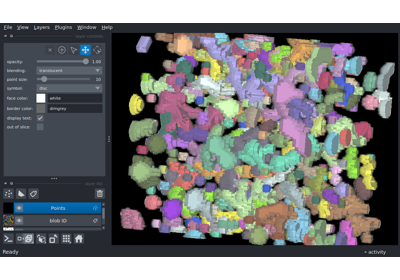 File View Layers Plugins Window Help
opacity: 1.00
blending: translucent
point size: 10
symbol: disc
face color: white
border color: dimgrey
display text:
out of slice:
Points
blob ID
Ready
activity